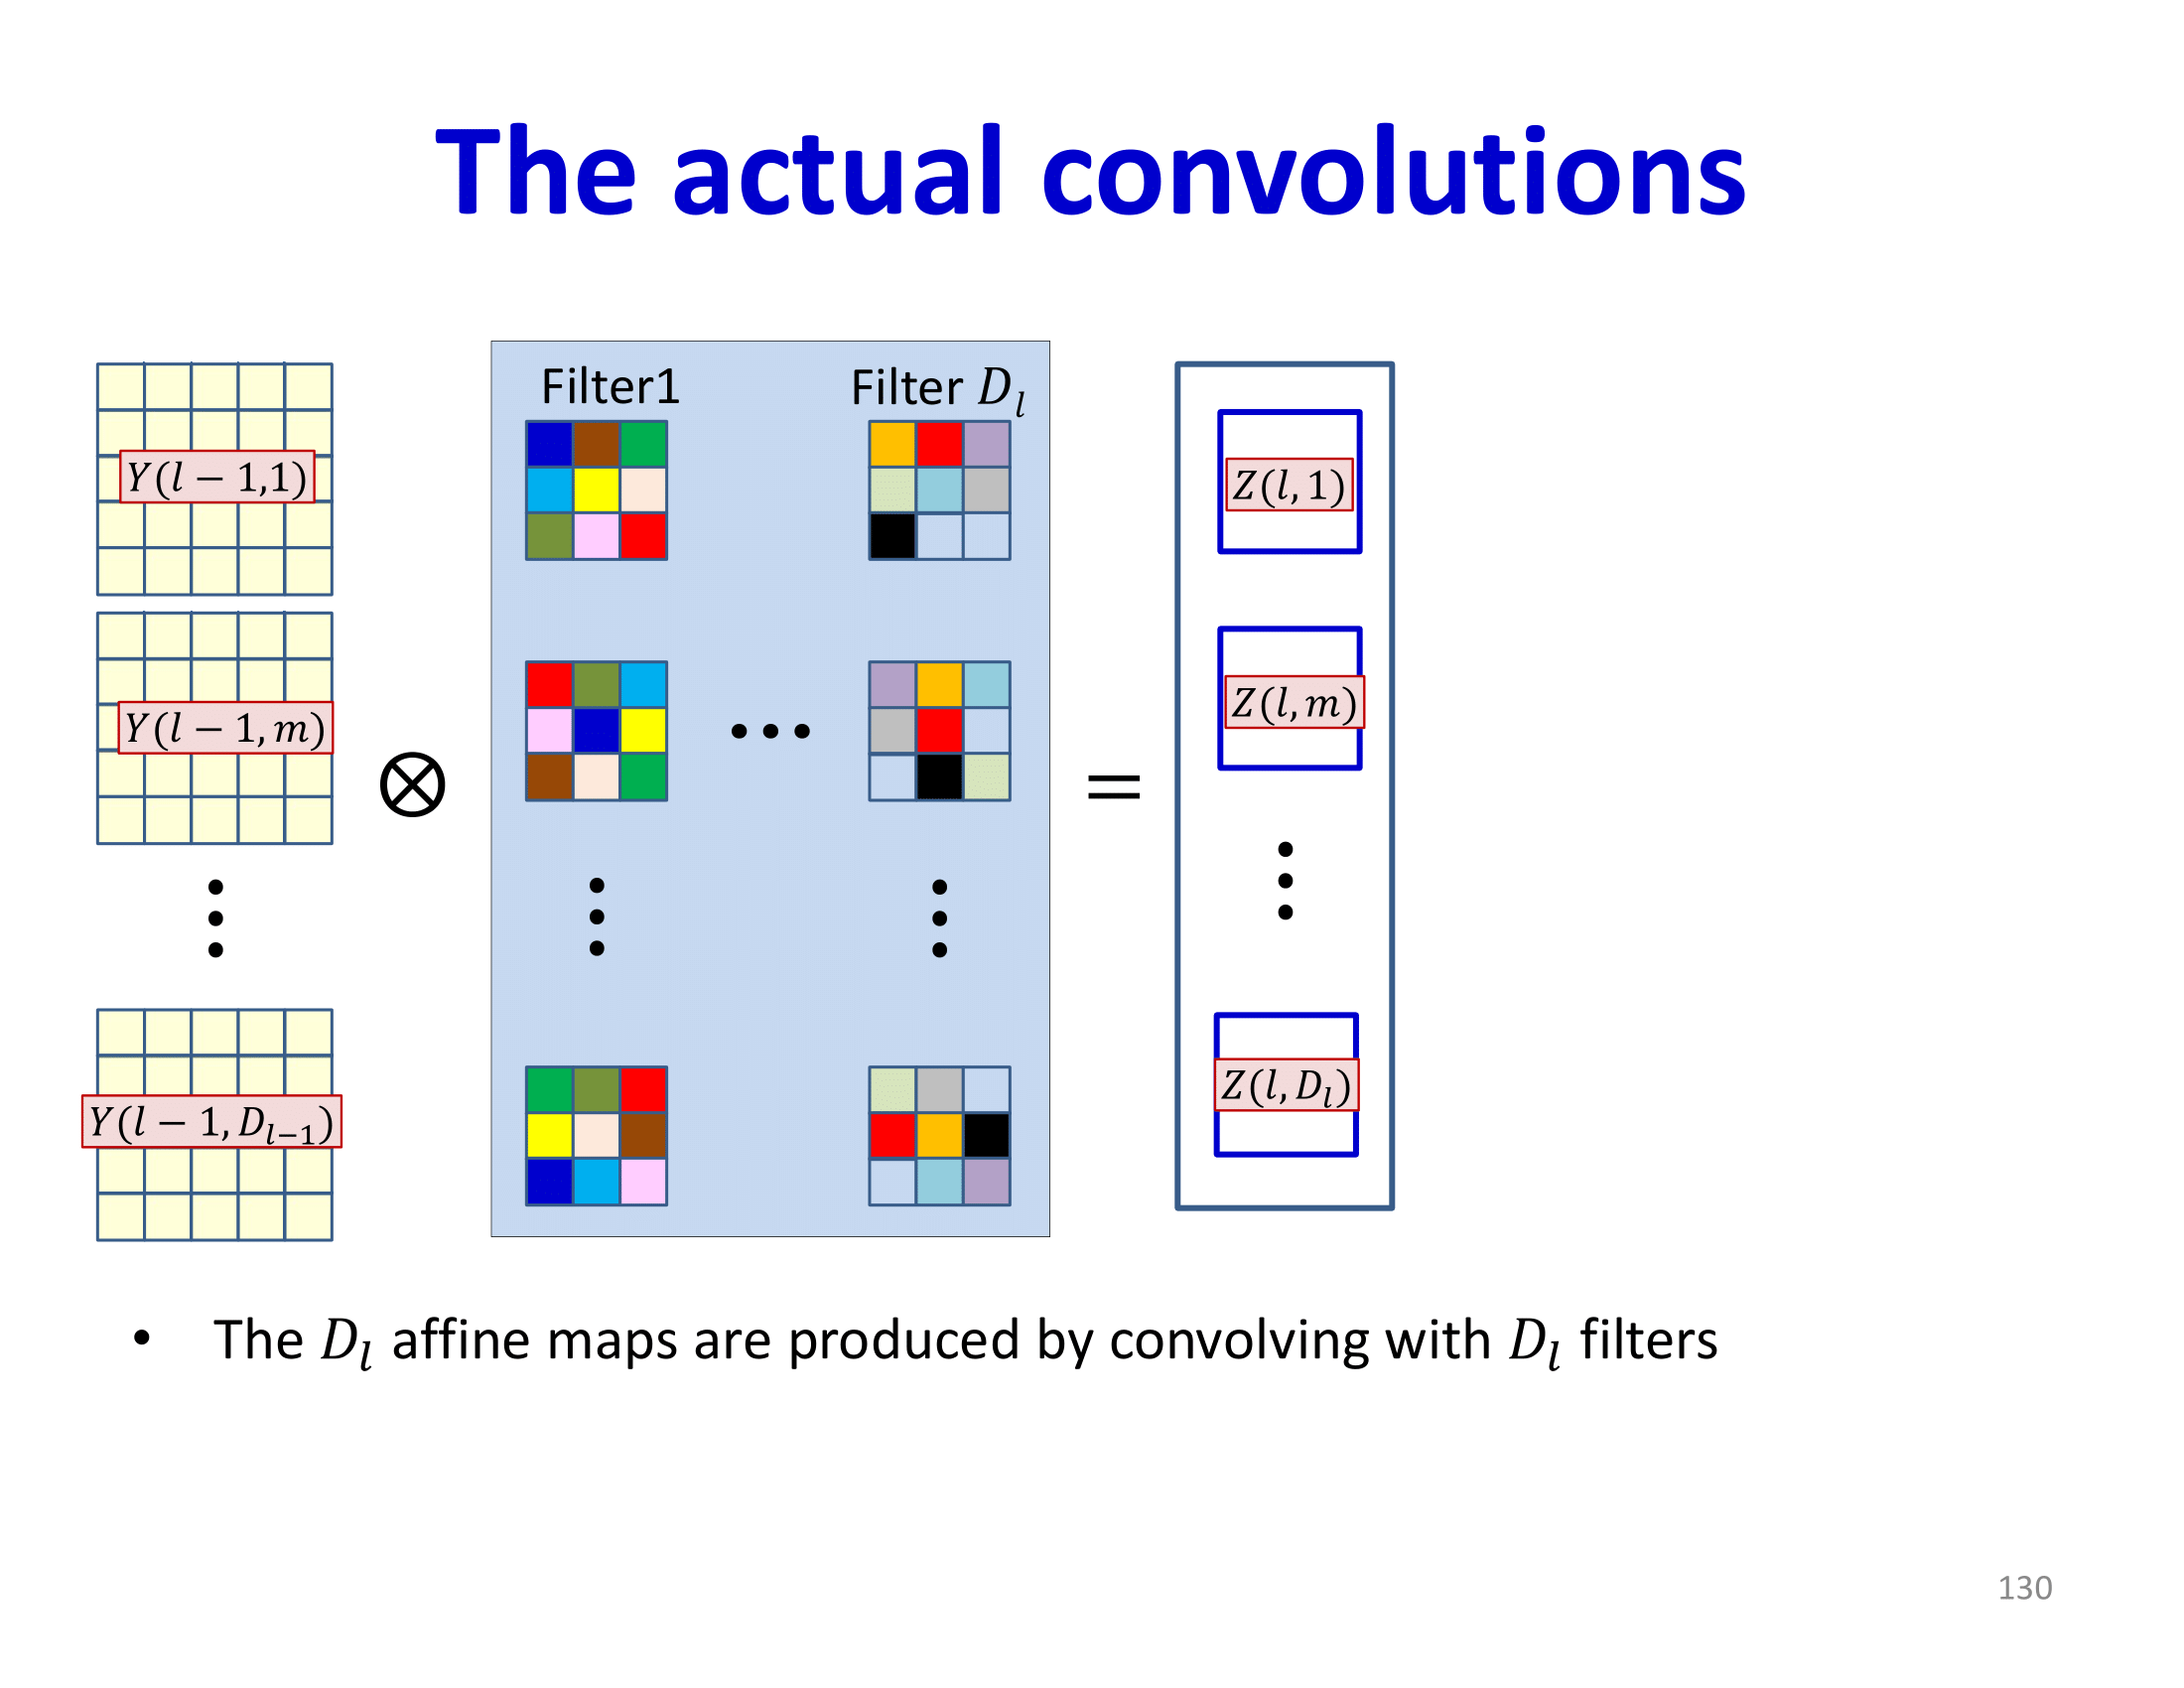 The actual convolutions
Filter1
Filter D_l
Y(l − 1,1)
Z(l, 1)
Y(l − 1, m)
Z(l, m)
⊗
=
Y(l − 1, D_{l−1})
Z(l, D_l)
• The D_l affine maps are produced by convolving with D_l filters
130